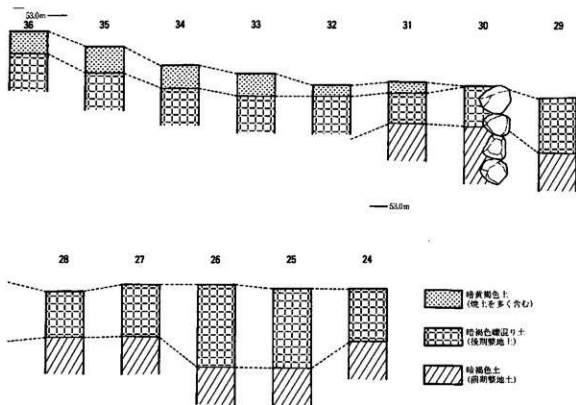 53.0m
36 35 34 33 32 31 30 29
53.0m
28 27 26 25 24
暗黄褐色土
(焼土を多く含む)
暗褐色礫混り土
(後期整地土)
暗褐色土
(前期整地土)